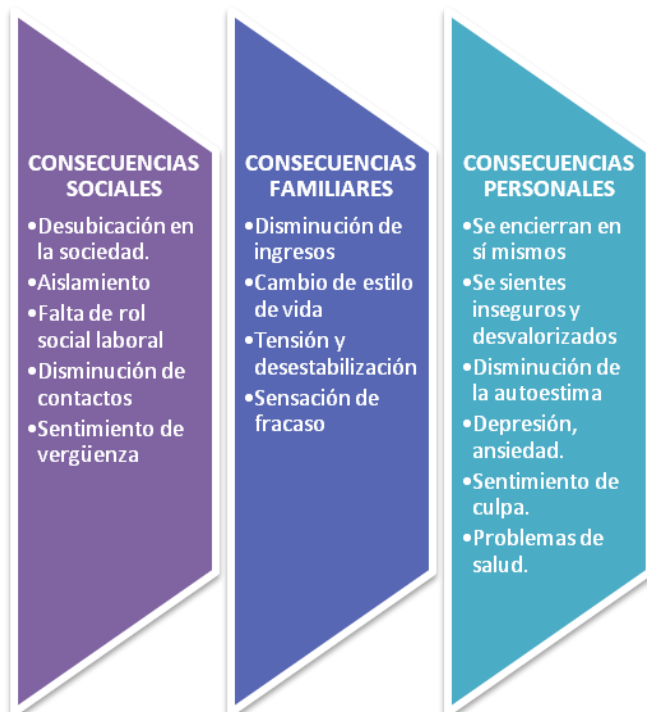 CONSECUENCIAS
SOCIALES
•Desubicación en
la sociedad.
•Aislamiento
•Falta de rol
social laboral
•Disminución de
contactos
•Sentimiento de
vergüenza
CONSECUENCIAS
FAMILIARES
•Disminución de
ingresos
•Cambio de estilo
de vida
•Tensión y
desestabilización
•Sensación de
fracaso
CONSECUENCIAS
PERSONALES
•Se encierran en
sí mismos
•Se sientes
inseguros y
desvalorizados
•Disminución de
la autoestima
•Depresión,
ansiedad.
•Sentimiento de
culpa.
•Problemas de
salud.